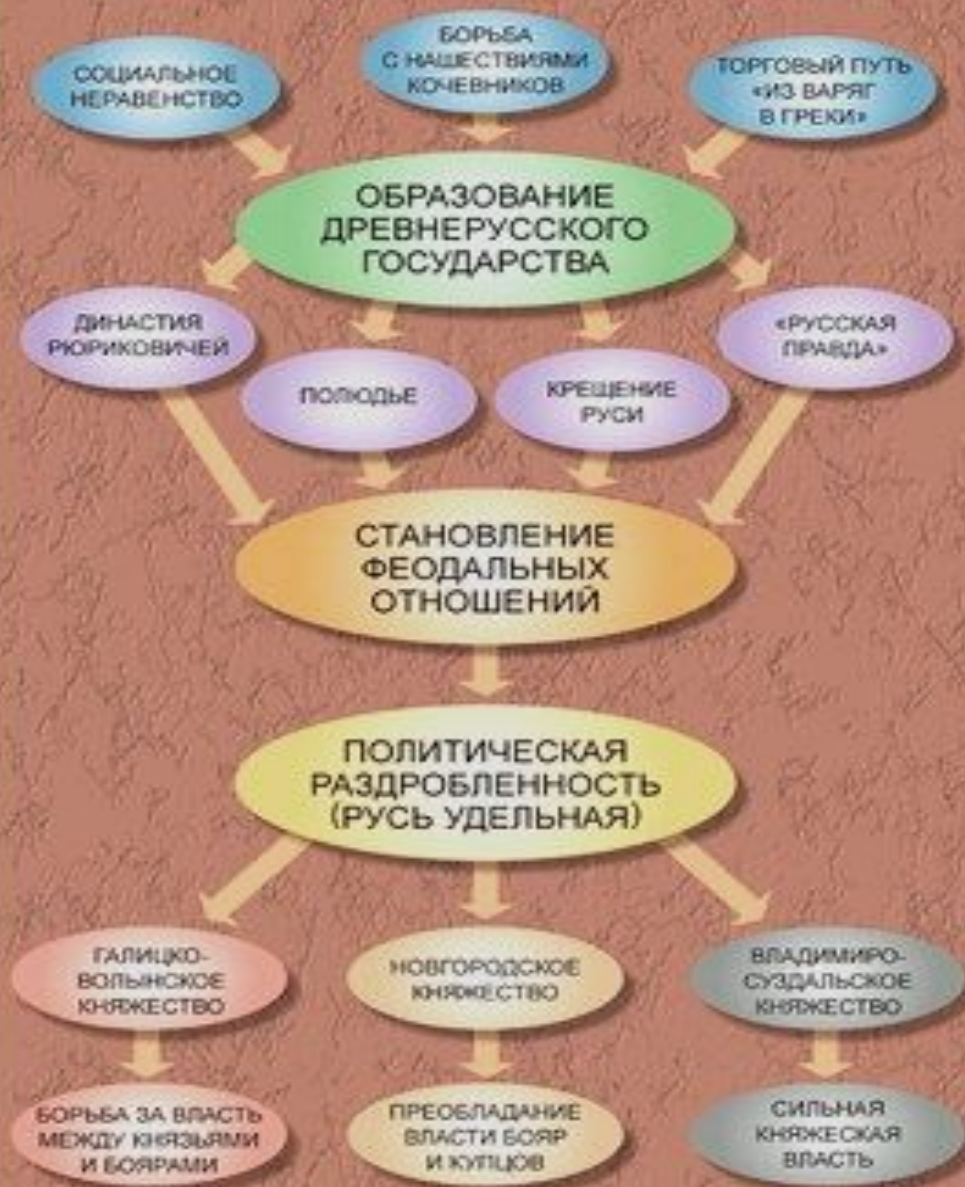 СОЦИАЛЬНОЕ
НЕРАВЕНСТВО
БОРЬБА
С НАШЕСТВИЯМИ
КОЧЕВНИКОВ
ТОРГОВЫЙ ПУТЬ
«ИЗ ВАРЯГ
В ГРЕКИ»
ОБРАЗОВАНИЕ
ДРЕВНЕРУССКОГО
ГОСУДАРСТВА
ДИНАСТИЯ
РЮРИКОВИЧЕЙ
ПОЛЮДЬЕ
КРЕЩЕНИЕ
РУСИ
«РУССКАЯ
ПРАВДА»
СТАНОВЛЕНИЕ
ФЕОДАЛЬНЫХ
ОТНОШЕНИЙ
ПОЛИТИЧЕСКАЯ
РАЗДРОБЛЕННОСТЬ
(РУСЬ УДЕЛЬНАЯ)
ГАЛИЦКО-
ВОЛЫНСКОЕ
КНЯЖЕСТВО
НОВГОРОДСКОЕ
КНЯЖЕСТВО
ВЛАДИМИРО-
СУЗДАЛЬСКОЕ
КНЯЖЕСТВО
БОРЬБА ЗА ВЛАСТЬ
МЕЖДУ КНЯЗЬЯМИ
И БОЯРАМИ
ПРЕОБЛАДАНИЕ
ВЛАСТИ БОЯР
И КУПЦОВ
СИЛЬНАЯ
КНЯЖЕСКАЯ
ВЛАСТЬ